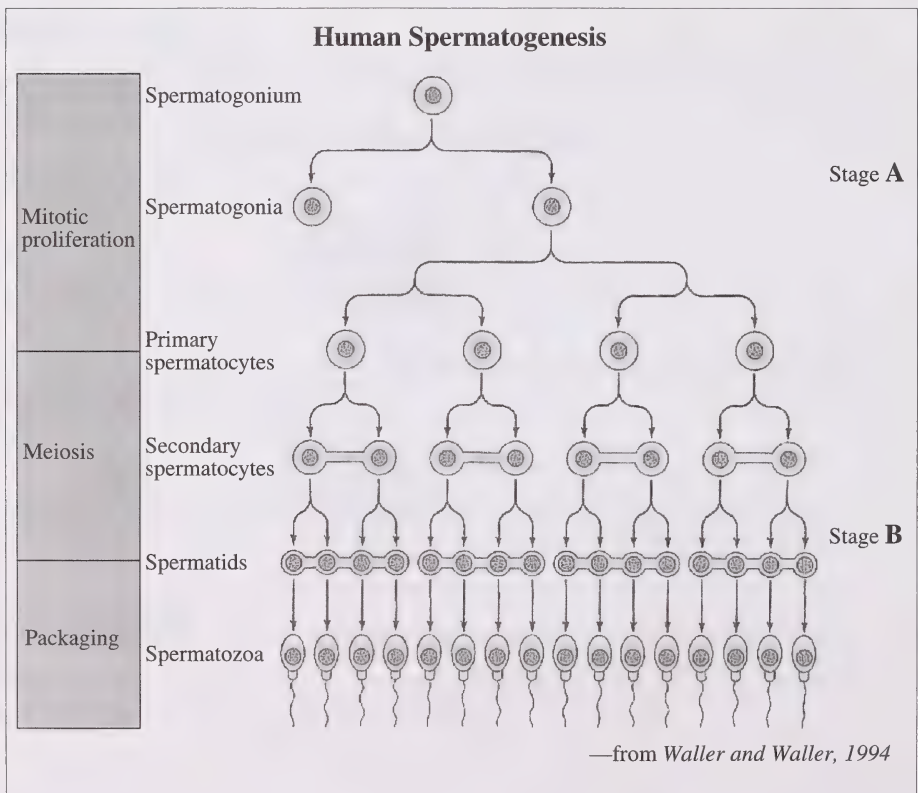 Human Spermatogenesis
Spermatogonium
Stage A
Spermatogonia
Mitotic
proliferation
Primary
spermatocytes
Meiosis
Secondary
spermatocytes
Stage B
Spermatids
Packaging
Spermatozoa
—from Waller and Waller, 1994